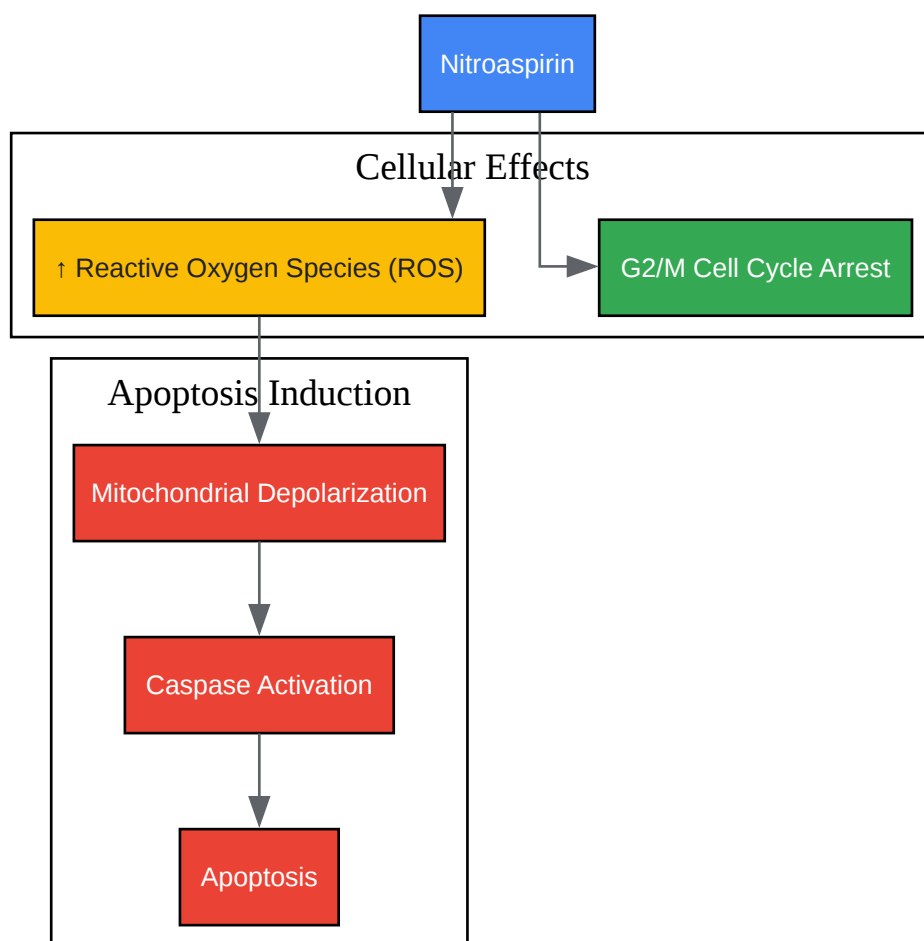 Nitroaspirin
Cellular Effects
↑ Reactive Oxygen Species (ROS)
G2/M Cell Cycle Arrest
Apoptosis Induction
Mitochondrial Depolarization
Caspase Activation
Apoptosis